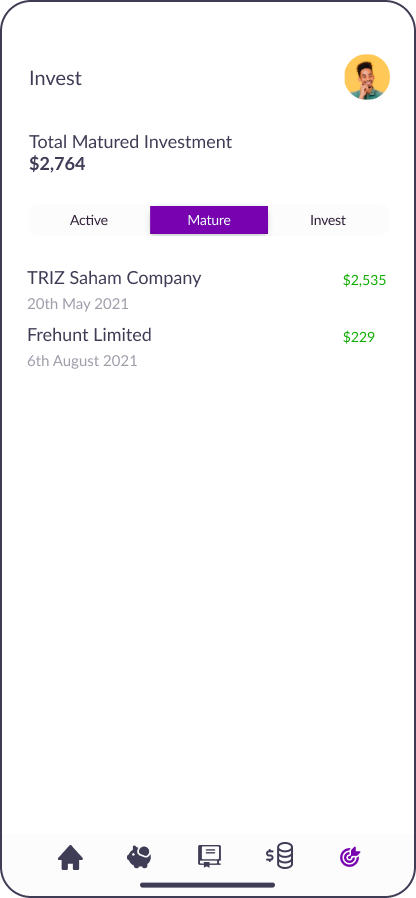 Invest
Total Matured Investment
$2,764
Active Mature Invest
TRIZ Saham Company $2,535
20th May 2021
Frehunt Limited $229
6th August 2021
$